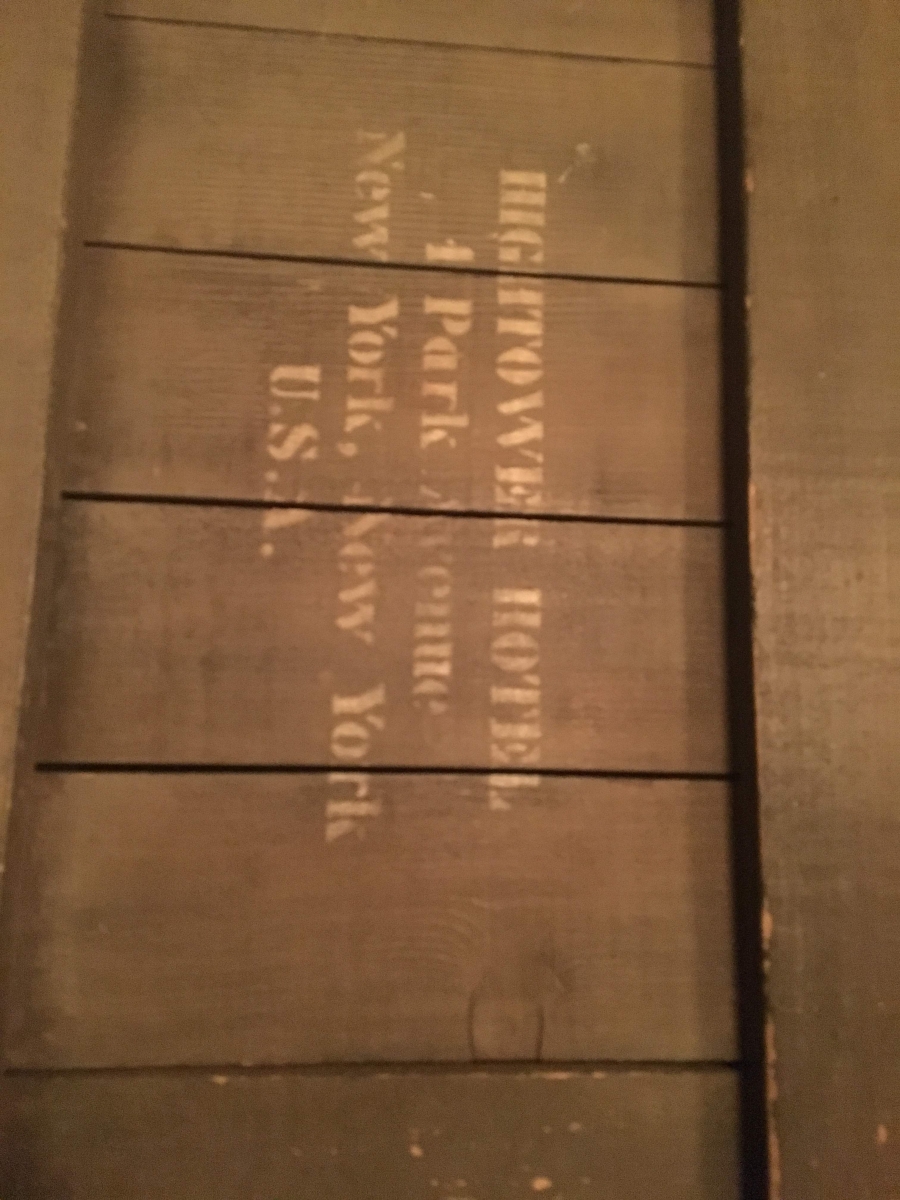 HIGHTOWER HOTEL
1 Park Avenue
New York, New York
U.S.A.